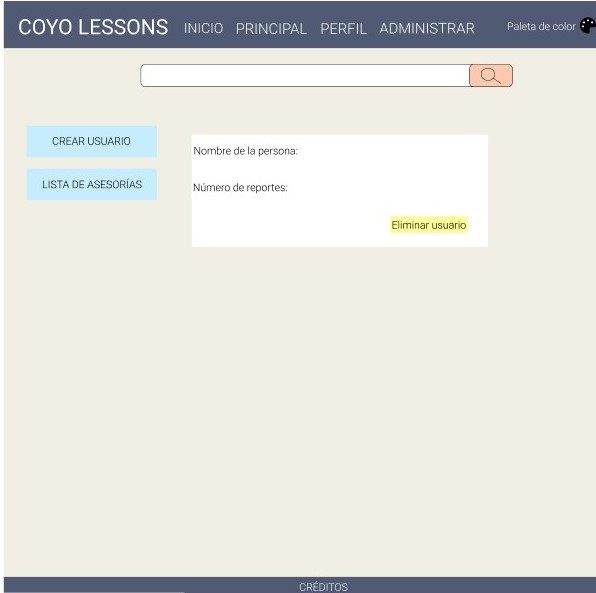 COYO LESSONS INICIO PRINCIPAL PERFIL ADMINISTRAR Paleta de color
CREAR USUARIO
LISTA DE ASESORÍAS
Nombre de la persona:
Número de reportes:
Eliminar usuario
CRÉDITOS